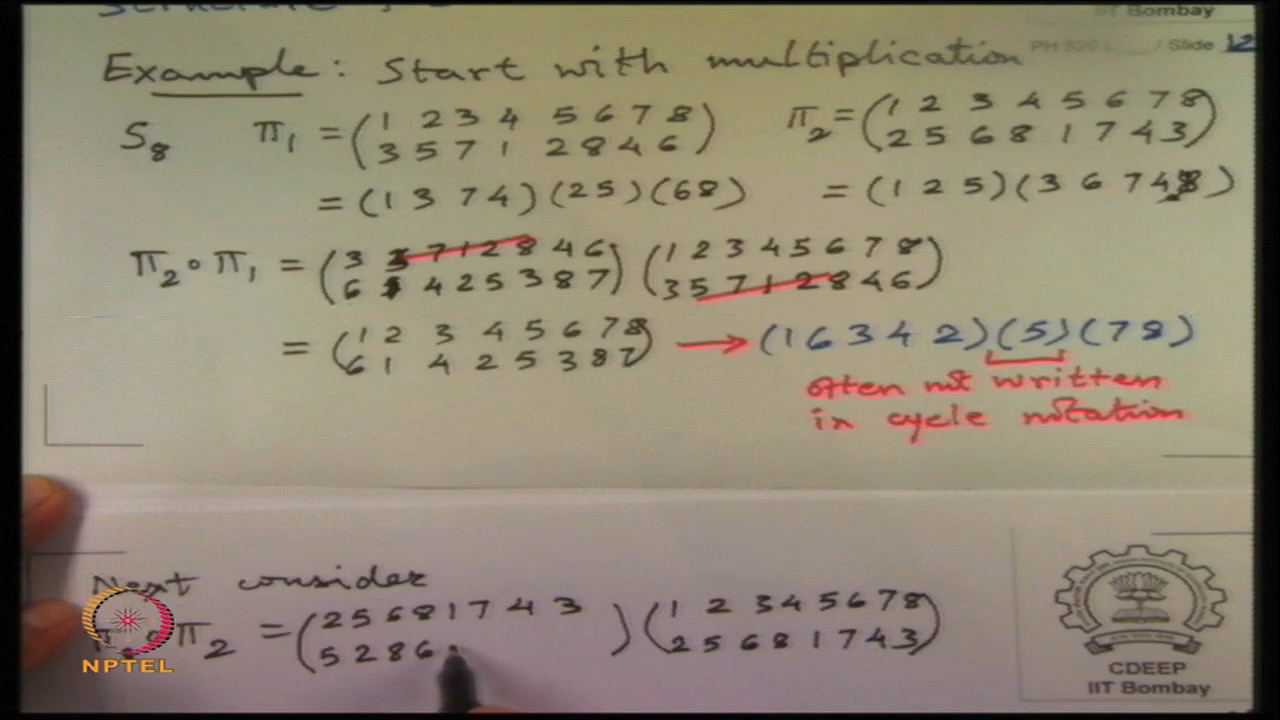 IIT Bombay
Example: Start with multiplication
Slide 12
S₈ π₁ = (1 2 3 4 5 6 7 8 / 3 5 7 1 2 8 4 6) π₂ = (1 2 3 4 5 6 7 8 / 2 5 6 8 1 7 4 3)
= (1 3 7 4) (2 5) (6 8) = (1 2 5) (3 6 7 4 8)
π₂ ∘ π₁ = (3 5 7 1 2 8 4 6 / 6 1 4 2 5 3 8 7) (1 2 3 4 5 6 7 8 / 3 5 7 1 2 8 4 6)
= (1 2 3 4 5 6 7 8 / 6 1 4 2 5 3 8 7) → (1 6 3 4 2) (5) (7 8)
often not written
in cycle notation
Next consider
∘ π₂ = (2 5 6 8 1 7 4 3 / 5 2 8 6) (1 2 3 4 5 6 7 8 / 2 5 6 8 1 7 4 3)
NPTEL
CDEEP
IIT Bombay